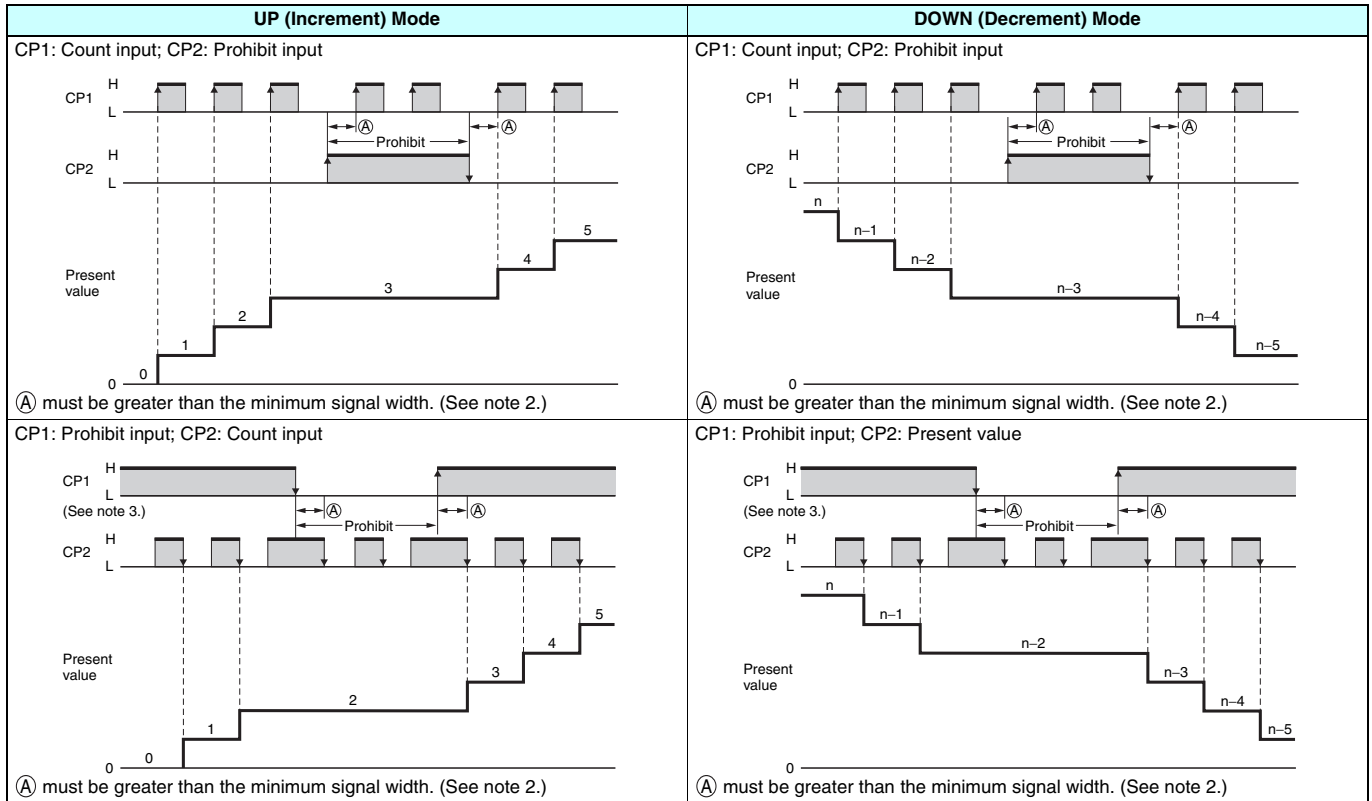 UP (Increment) Mode
DOWN (Decrement) Mode
CP1: Count input; CP2: Prohibit input
H
CP1
L
A
A
Prohibit
H
CP2
L
5
4
Present
value
3
2
1
0
0
A must be greater than the minimum signal width. (See note 2.)
CP1: Count input; CP2: Prohibit input
H
CP1
L
A
A
Prohibit
H
CP2
L
n
n−1
n−2
Present
value
n−3
n−4
n−5
0
A must be greater than the minimum signal width. (See note 2.)
CP1: Prohibit input; CP2: Count input
H
CP1
L
(See note 3.)
A
A
Prohibit
H
CP2
L
5
4
Present
value
3
2
1
0
0
A must be greater than the minimum signal width. (See note 2.)
CP1: Prohibit input; CP2: Present value
H
CP1
L
(See note 3.)
A
A
Prohibit
H
CP2
L
n
n−1
n−2
Present
value
n−3
n−4
n−5
0
A must be greater than the minimum signal width. (See note 2.)